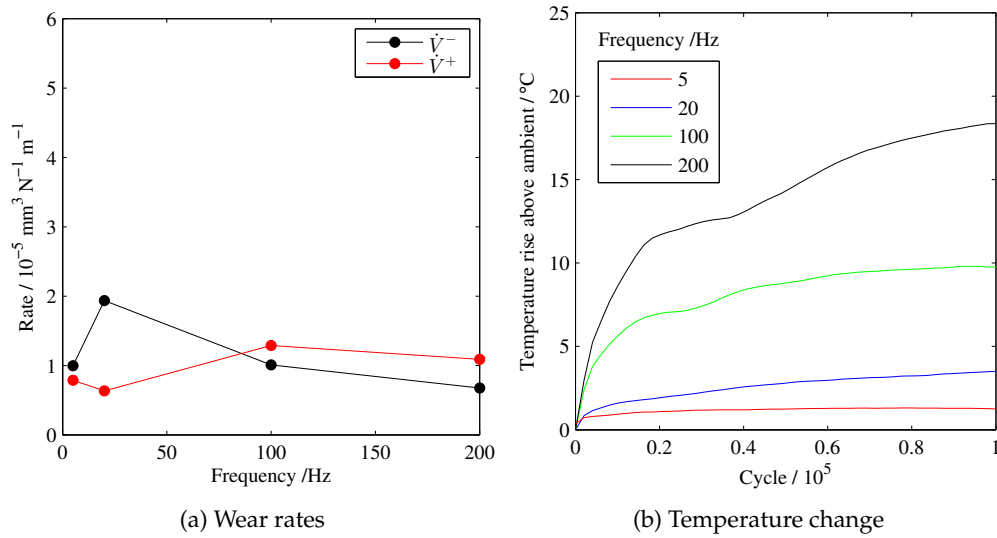 6
5
4
3
2
1
0
0 50 100 150 200
Rate / 10⁻⁵ mm³ N⁻¹ m⁻¹
Frequency /Hz
V̇⁻
V̇⁺
(a) Wear rates
25
20
15
10
5
0
0 0.2 0.4 0.6 0.8 1
Temperature rise above ambient / °C
Cycle / 10⁵
Frequency /Hz
5
20
100
200
(b) Temperature change